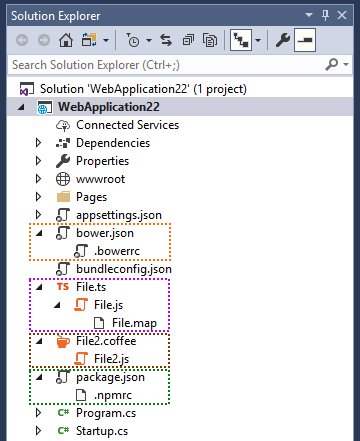 Solution Explorer
Search Solution Explorer (Ctrl+;)
Solution 'WebApplication22' (1 project)
WebApplication22
Connected Services
Dependencies
Properties
wwwroot
Pages
appsettings.json
bower.json
.bowerrc
bundleconfig.json
TS File.ts
File.js
File.map
File2.coffee
File2.js
package.json
.npmrc
C# Program.cs
C# Startup.cs